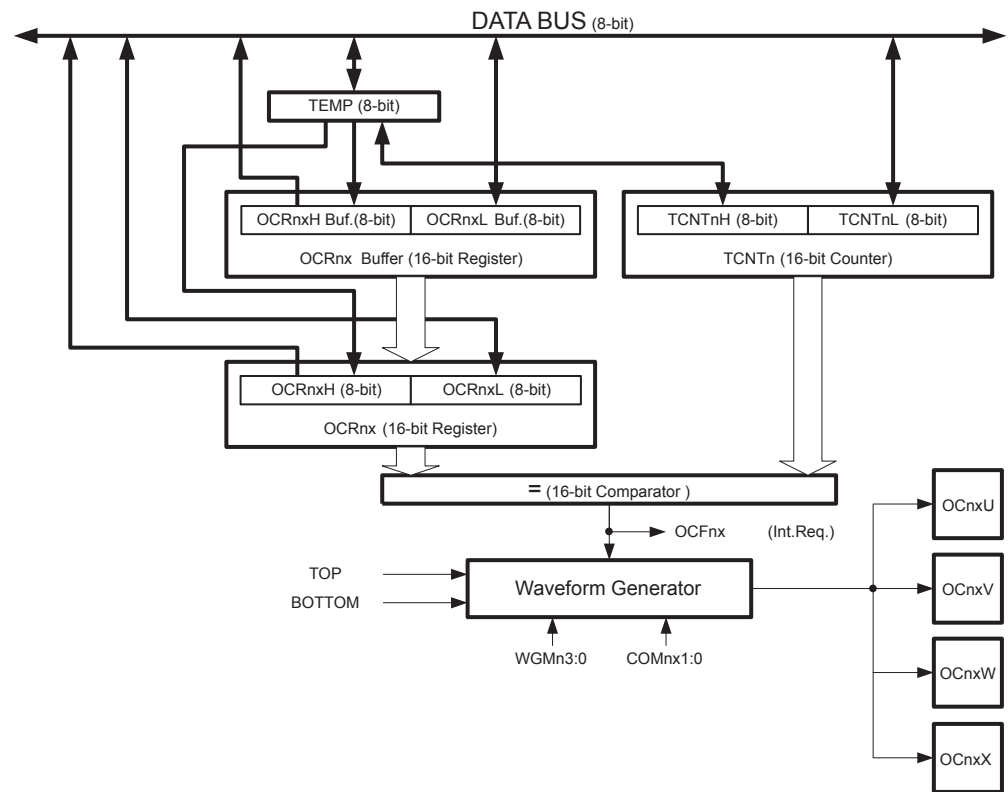 DATA BUS (8-bit)
TEMP (8-bit)
OCRnxH Buf.(8-bit)
OCRnxL Buf.(8-bit)
OCRnx Buffer (16-bit Register)
TCNTnH (8-bit)
TCNTnL (8-bit)
TCNTn (16-bit Counter)
OCRnxH (8-bit)
OCRnxL (8-bit)
OCRnx (16-bit Register)
= (16-bit Comparator )
OCFnx (Int.Req.)
TOP
BOTTOM
Waveform Generator
WGMn3:0
COMnx1:0
OCnxU
OCnxV
OCnxW
OCnxX